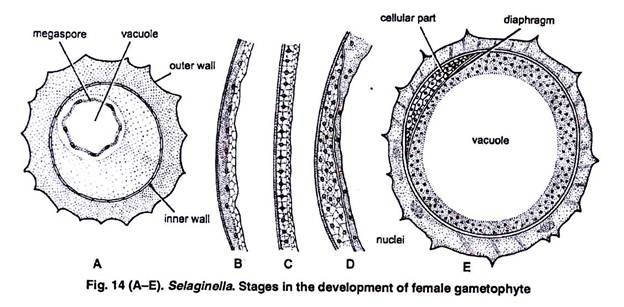 megaspore
vacuole
outer wall
inner wall
cellular part
diaphragm
vacuole
nuclei
A
B
C
D
E
Fig. 14 (A–E). Selaginella. Stages in the development of female gametophyte